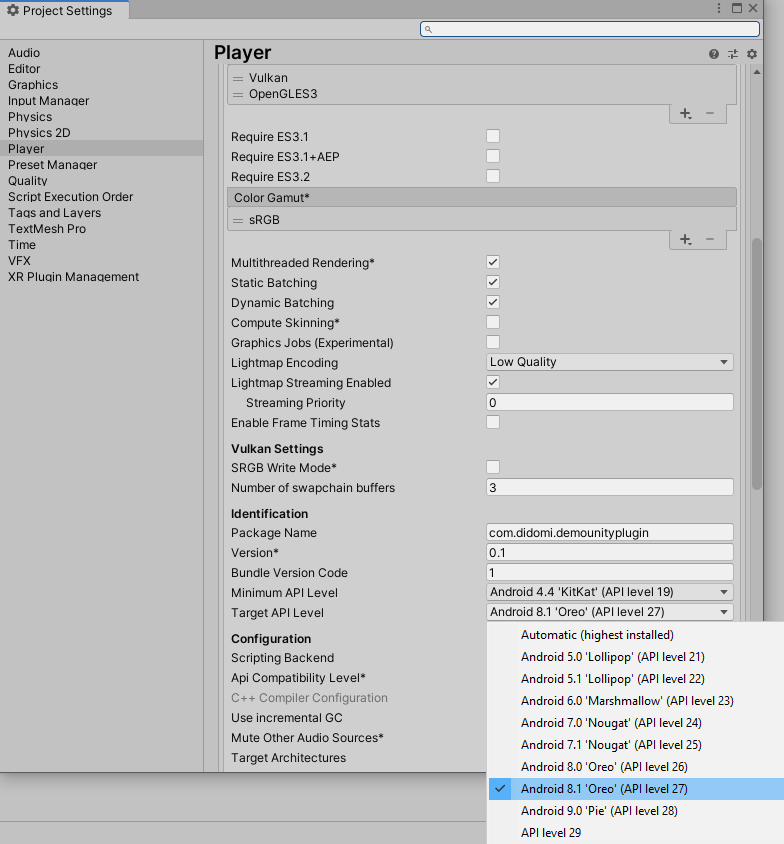 Project Settings
Audio
Editor
Graphics
Input Manager
Physics
Physics 2D
Player
Preset Manager
Quality
Script Execution Order
Tags and Layers
TextMesh Pro
Time
VFX
XR Plugin Management
Player
Vulkan
OpenGLES3
Require ES3.1
Require ES3.1+AEP
Require ES3.2
Color Gamut*
sRGB
Multithreaded Rendering*
Static Batching
Dynamic Batching
Compute Skinning*
Graphics Jobs (Experimental)
Lightmap Encoding Low Quality
Lightmap Streaming Enabled
Streaming Priority 0
Enable Frame Timing Stats
Vulkan Settings
SRGB Write Mode*
Number of swapchain buffers 3
Identification
Package Name com.didomi.demounityplugin
Version* 0.1
Bundle Version Code 1
Minimum API Level Android 4.4 'KitKat' (API level 19)
Target API Level Android 8.1 'Oreo' (API level 27)
Configuration
Scripting Backend
Api Compatibility Level*
C++ Compiler Configuration
Use incremental GC
Mute Other Audio Sources*
Target Architectures
Automatic (highest installed)
Android 5.0 'Lollipop' (API level 21)
Android 5.1 'Lollipop' (API level 22)
Android 6.0 'Marshmallow' (API level 23)
Android 7.0 'Nougat' (API level 24)
Android 7.1 'Nougat' (API level 25)
Android 8.0 'Oreo' (API level 26)
Android 8.1 'Oreo' (API level 27)
Android 9.0 'Pie' (API level 28)
API level 29